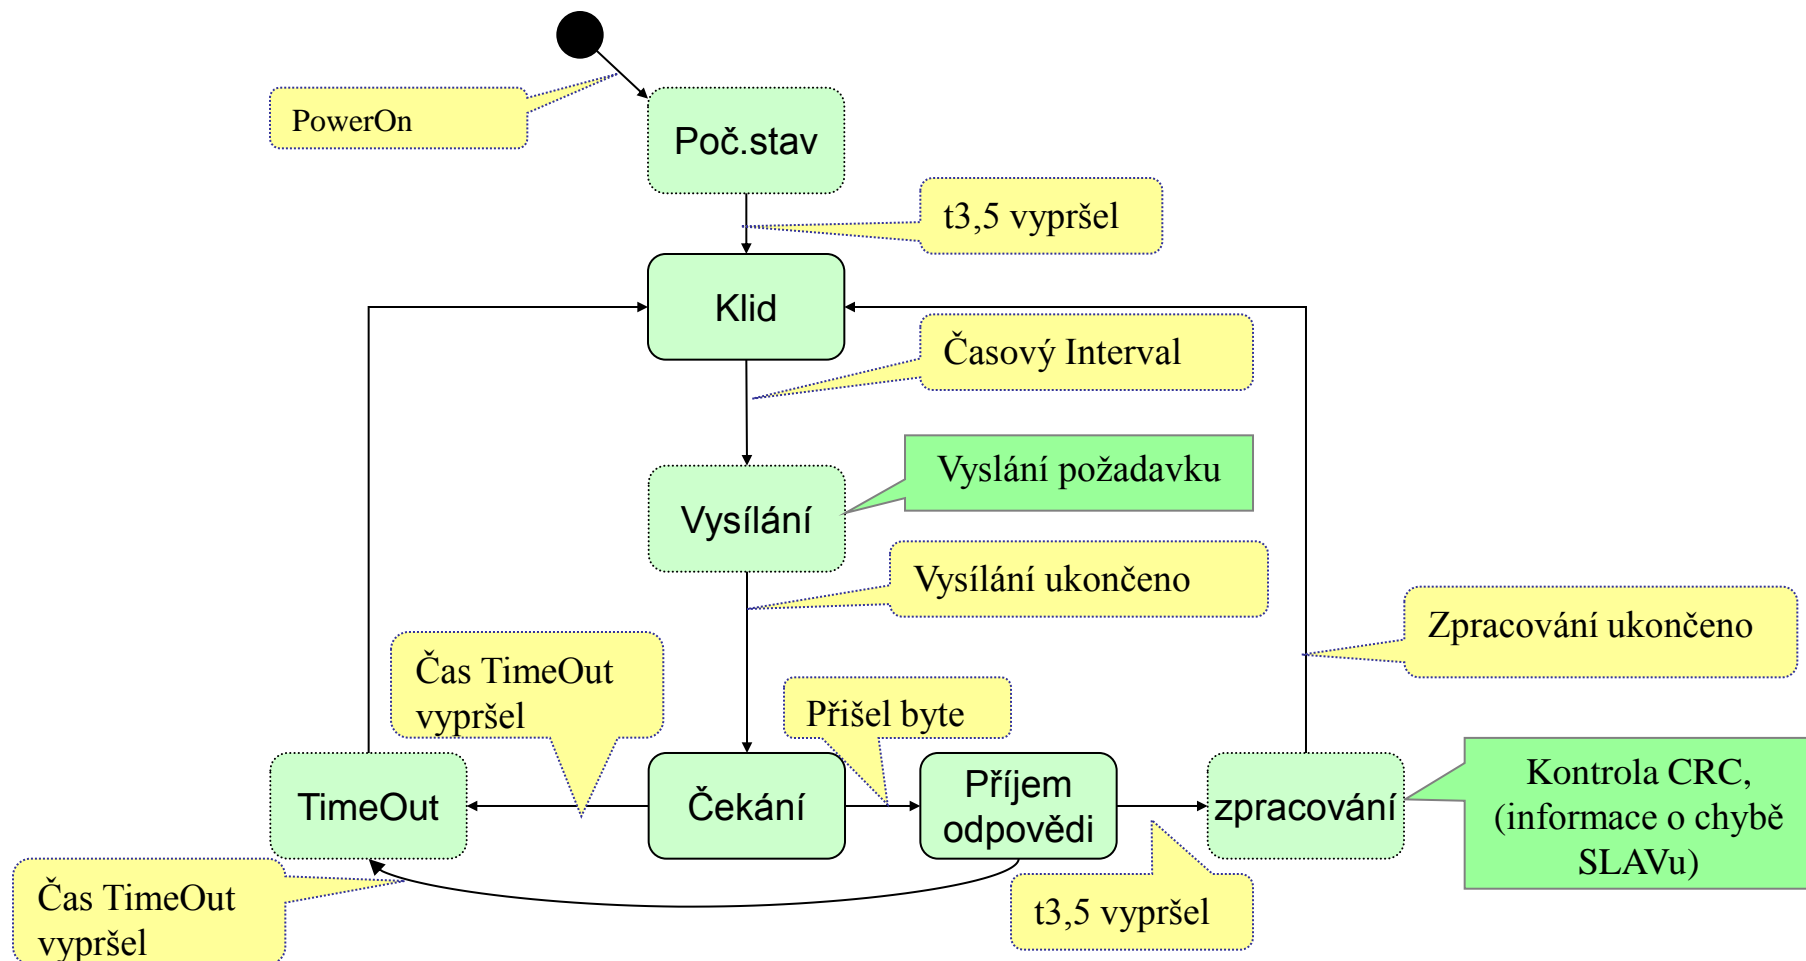 PowerOn
Poč.stav
t3,5 vypršel
Klid
Časový Interval
Vyslání požadavku
Vysílání
Vysílání ukončeno
Zpracování ukončeno
Čas TimeOut
vypršel
Přišel byte
TimeOut
Čekání
Příjem
odpovědi
zpracování
Kontrola CRC,
(informace o chybě
SLAVu)
Čas TimeOut
vypršel
t3,5 vypršel